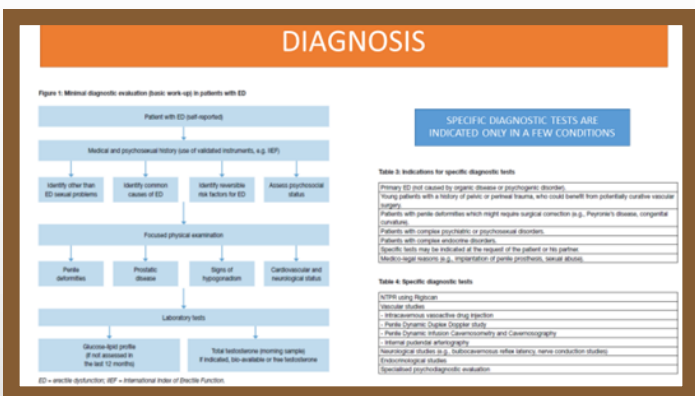 DIAGNOSIS
Figure 1: Minimal diagnostic evaluation (basic work-up) in patients with ED
Patient with ED (self-reported)
Medical and psychosexual history (use of validated instruments, e.g. IIEF)
Identify other than
ED sexual problems
Identify common
causes of ED
Identify reversible
risk factors for ED
Assess psychosocial
status
Focused physical examination
Penile
deformities
Prostatic
disease
Signs of
hypogonadism
Cardiovascular and
neurological status
Laboratory tests
Glucose-lipid profile
(if not assessed in
the last 12 months)
Total testosterone (morning sample)
if indicated, bio-available or free testosterone
ED = erectile dysfunction; IIEF = International Index of Erectile Function.
SPECIFIC DIAGNOSTIC TESTS ARE
INDICATED ONLY IN A FEW CONDITIONS
Table 3: Indications for specific diagnostic tests
Primary ED (not caused by organic disease or psychogenic disorder).
Young patients with a history of pelvic or perineal trauma, who could benefit from potentially curative vascular
surgery.
Patients with penile deformities which might require surgical correction (e.g., Peyronie's disease, congenital
curvature).
Patients with complex psychiatric or psychosexual disorders.
Patients with complex endocrine disorders.
Specific tests may be indicated at the request of the patient or his partner.
Medico-legal reasons (e.g., implantation of penile prosthesis, sexual abuse).
Table 4: Specific diagnostic tests
NTPR using Rigiscan
Vascular studies
- Intracavernous vasoactive drug injection
- Penile Dynamic Duplex Doppler study
- Penile Dynamic Infusion Cavernosometry and Cavernosography
- Internal pudendal arteriography
Neurological studies (e.g., bulbocavernosus reflex latency, nerve conduction studies)
Endocrinological studies
Specialised psychodiagnostic evaluation